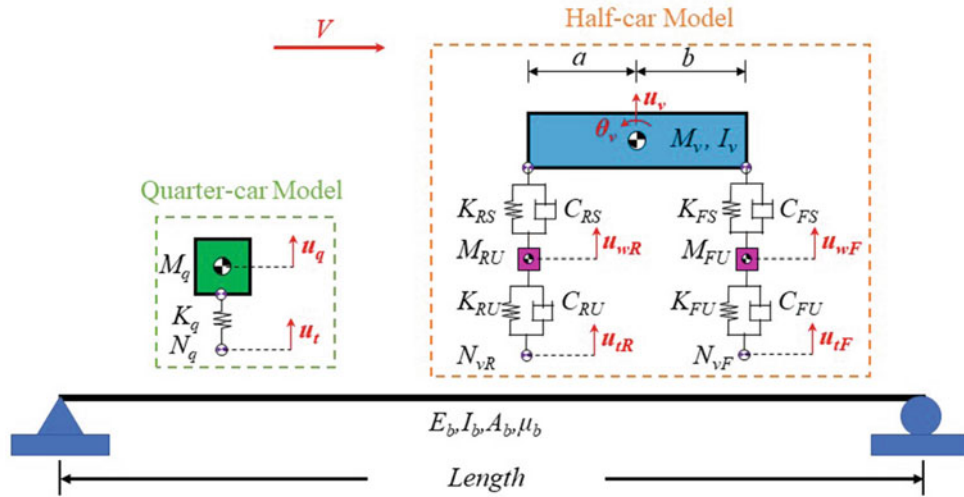 Half-car Model
V
a
b
u_v
θ_v
M_v, I_v
Quarter-car Model
K_RS
C_RS
K_FS
C_FS
M_q
u_q
M_RU
u_wR
M_FU
u_wF
K_q
K_RU
C_RU
K_FU
C_FU
N_q
u_t
N_vR
u_tR
N_vF
u_tF
E_b,I_b,A_b,μ_b
Length